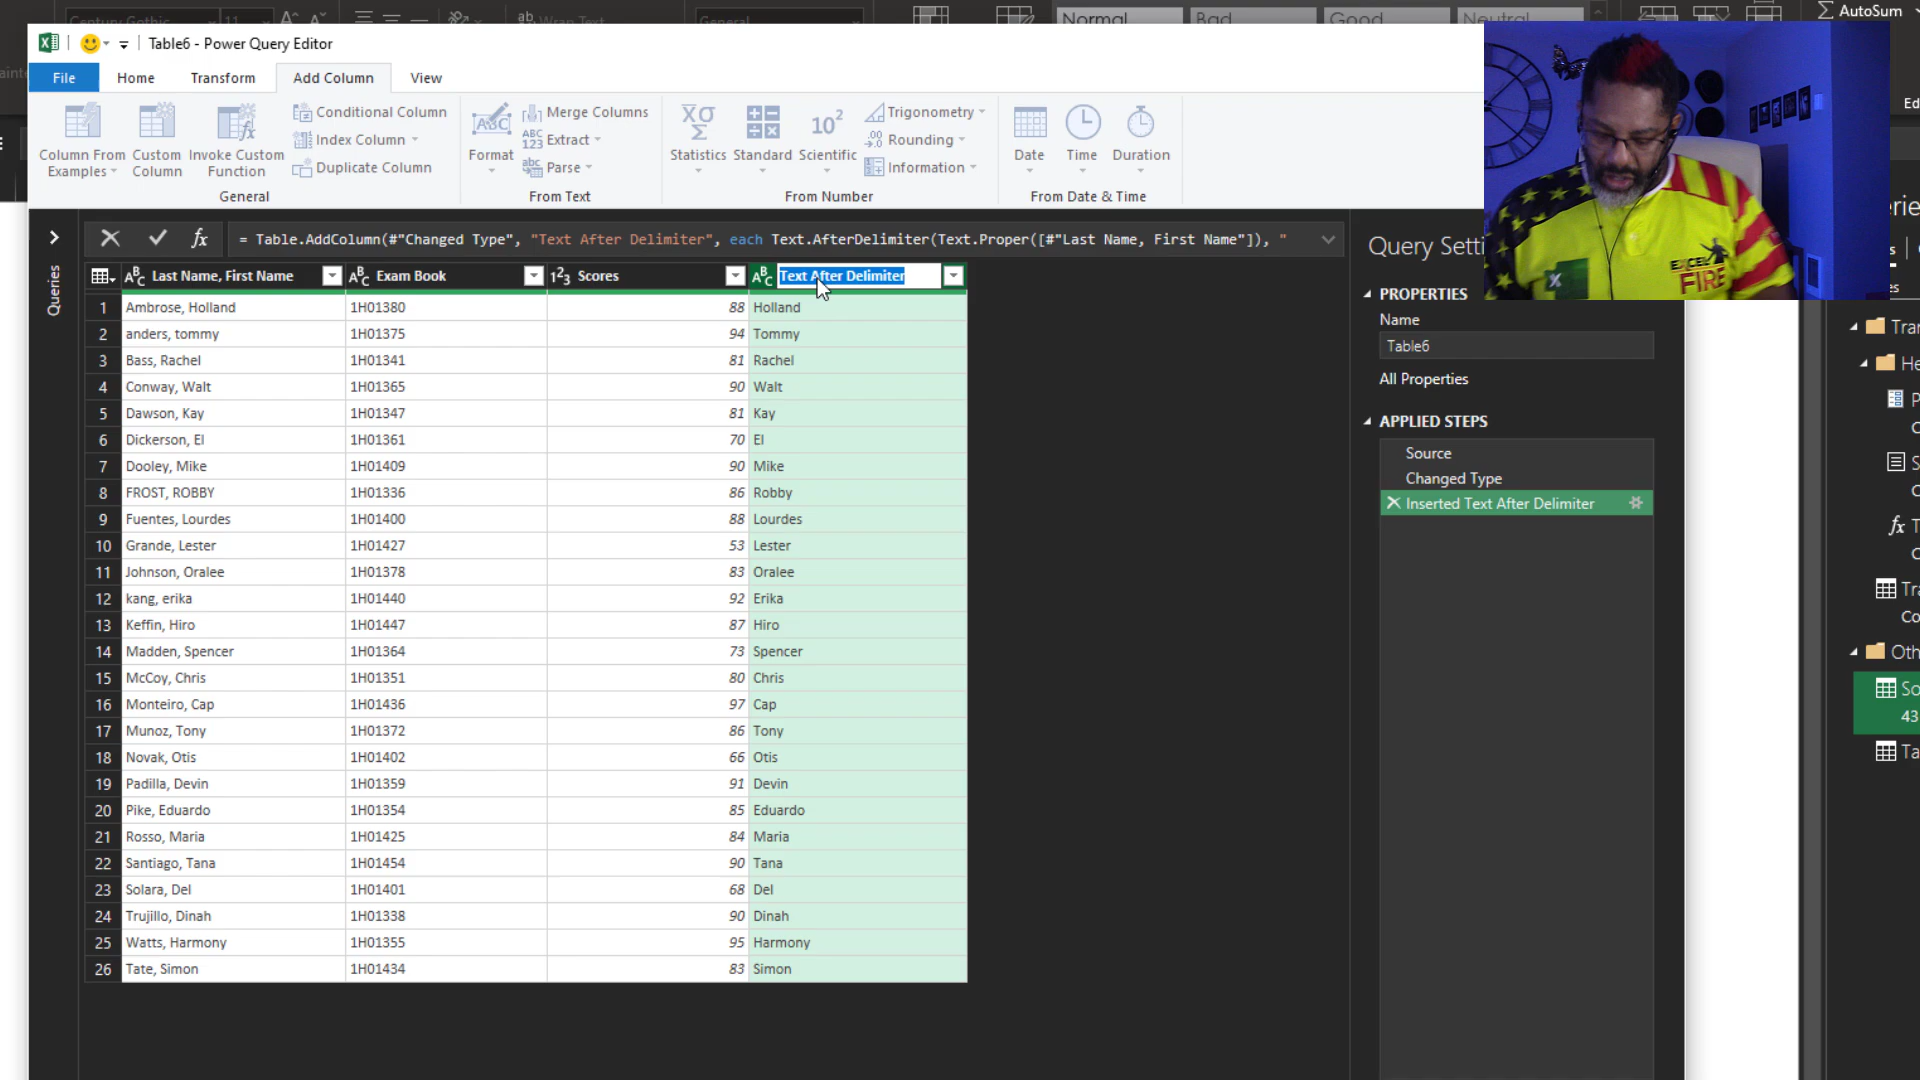 Century Gothic 11 Wrap Text General Normal Bad Good Neutral AutoSum
Table6 - Power Query Editor
File Home Transform Add Column View
Column From Examples
Custom Column
Invoke Custom Function
Conditional Column
Index Column
Duplicate Column
General
Format
Merge Columns
Extract
Parse
From Text
Statistics
Standard
Scientific
Trigonometry
Rounding
Information
From Number
Date
Time
Duration
From Date & Time
= Table.AddColumn(#"Changed Type", "Text After Delimiter", each Text.AfterDelimiter(Text.Proper([#"Last Name, First Name"]), "
Queries
Last Name, First Name Exam Book Scores Text After Delimiter
1 Ambrose, Holland 1H01380 88 Holland
2 anders, tommy 1H01375 94 Tommy
3 Bass, Rachel 1H01341 81 Rachel
4 Conway, Walt 1H01365 90 Walt
5 Dawson, Kay 1H01347 81 Kay
6 Dickerson, El 1H01361 70 El
7 Dooley, Mike 1H01409 90 Mike
8 FROST, ROBBY 1H01336 86 Robby
9 Fuentes, Lourdes 1H01400 88 Lourdes
10 Grande, Lester 1H01427 53 Lester
11 Johnson, Oralee 1H01378 83 Oralee
12 kang, erika 1H01440 92 Erika
13 Keffin, Hiro 1H01447 87 Hiro
14 Madden, Spencer 1H01364 73 Spencer
15 McCoy, Chris 1H01351 80 Chris
16 Monteiro, Cap 1H01436 97 Cap
17 Munoz, Tony 1H01372 86 Tony
18 Novak, Otis 1H01402 66 Otis
19 Padilla, Devin 1H01359 91 Devin
20 Pike, Eduardo 1H01354 85 Eduardo
21 Rosso, Maria 1H01425 84 Maria
22 Santiago, Tana 1H01454 90 Tana
23 Solara, Del 1H01401 68 Del
24 Trujillo, Dinah 1H01338 90 Dinah
25 Watts, Harmony 1H01355 95 Harmony
26 Tate, Simon 1H01434 83 Simon
Query Setti
PROPERTIES
Name
Table6
All Properties
APPLIED STEPS
Source
Changed Type
Inserted Text After Delimiter
EXCEL
FIRE
43